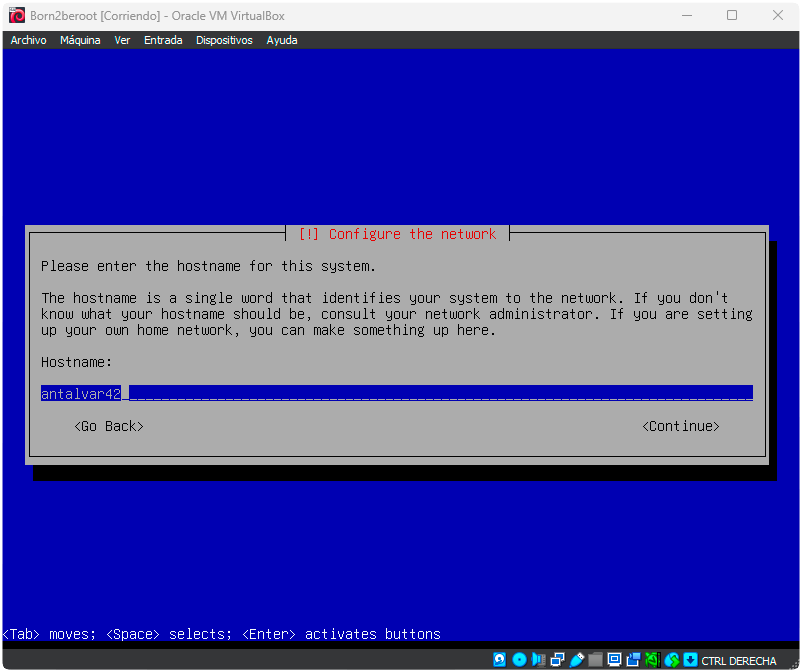 Born2beroot [Corriendo] - Oracle VM VirtualBox
Archivo Máquina Ver Entrada Dispositivos Ayuda
[!] Configure the network
Please enter the hostname for this system.
The hostname is a single word that identifies your system to the network. If you don't
know what your hostname should be, consult your network administrator. If you are setting
up your own home network, you can make something up here.
Hostname:
antalvar42
<Go Back> <Continue>
<Tab> moves; <Space> selects; <Enter> activates buttons
CTRL DERECHA